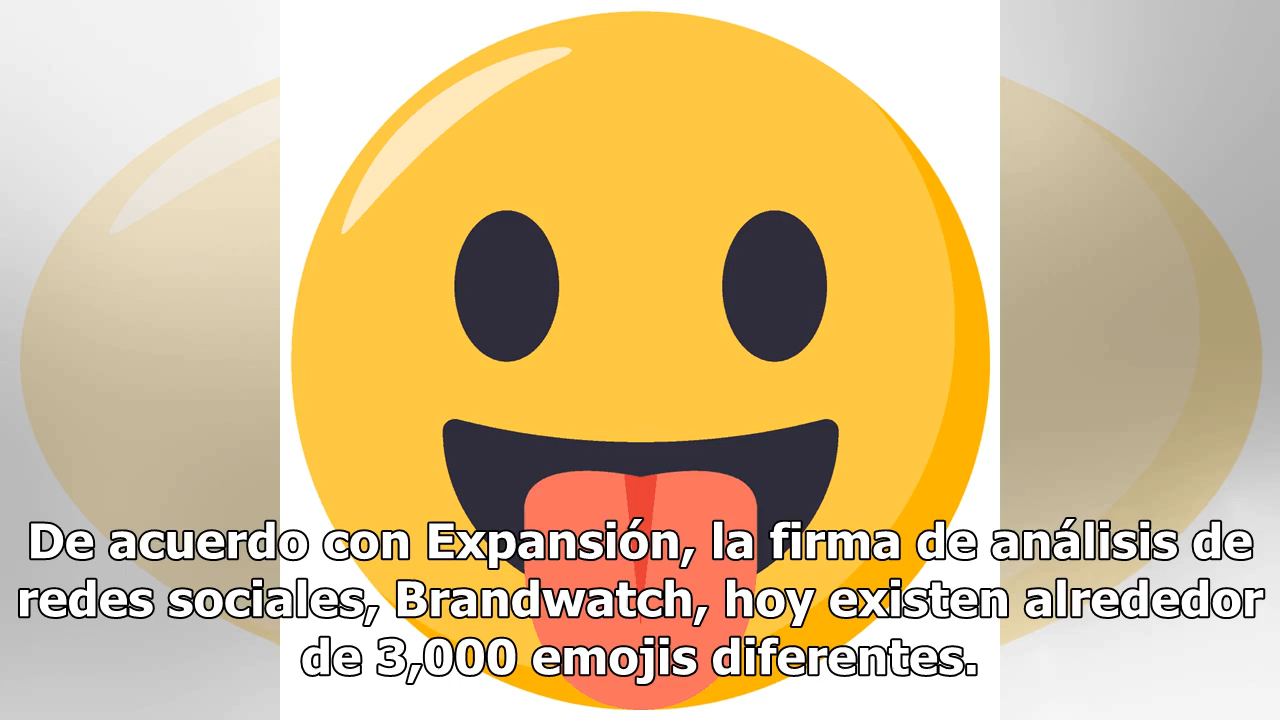 De acuerdo con Expansión, la firma de análisis de
redes sociales, Brandwatch, hoy existen alrededor
de 3,000 emojis diferentes.